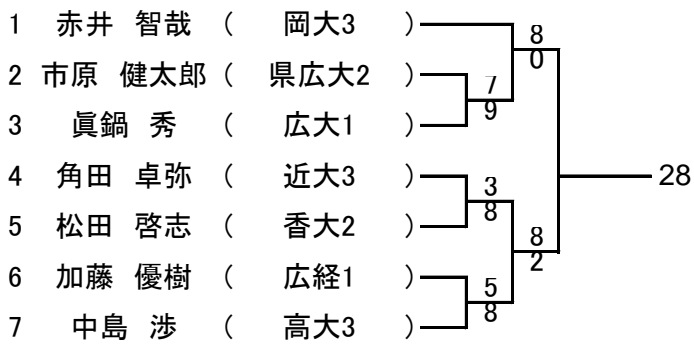 1 赤井 智哉 ( 岡大3 )
8
0
2 市原 健太郎 ( 県広大2 )
7
9
3 眞鍋 秀 ( 広大1 )
4 角田 卓弥 ( 近大3 )
28
3
8
5 松田 啓志 ( 香大2 )
8
2
6 加藤 優樹 ( 広経1 )
5
8
7 中島 渉 ( 高大3 )